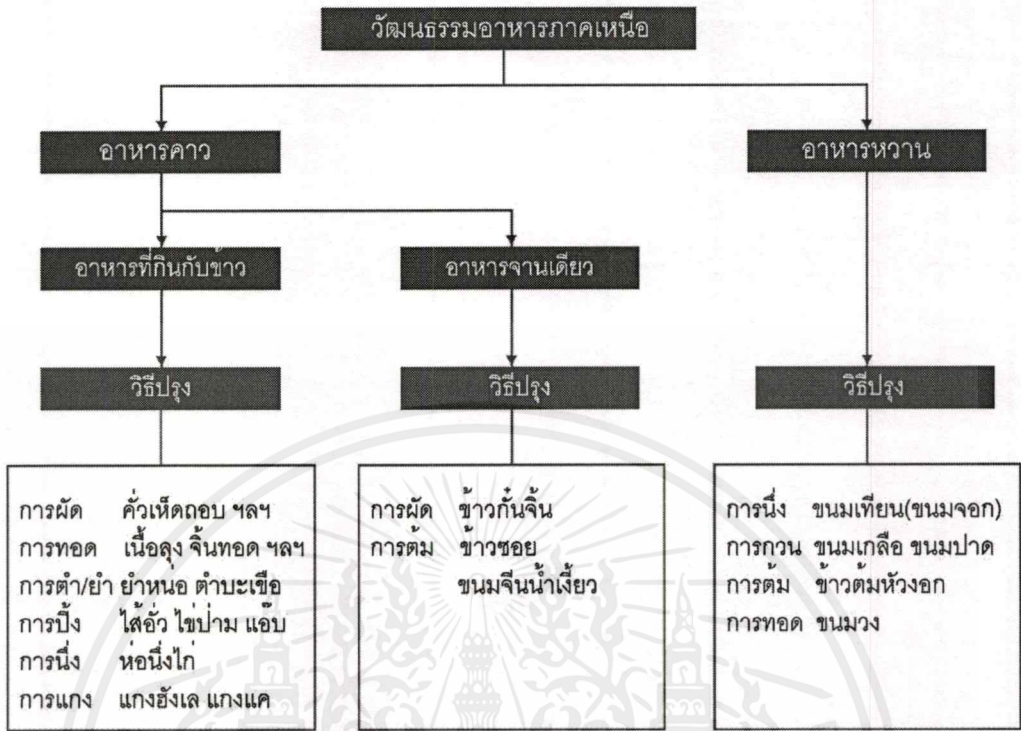 วัฒนธรรมอาหารภาคเหนือ
อาหารคาว
อาหารหวาน
อาหารที่กินกับข้าว
อาหารจานเดียว
วิธีปรุง
วิธีปรุง
วิธีปรุง
การผัด คั่วเห็ดถอบ ฯลฯ
การทอด เนื้อลุง จิ้นทอด ฯลฯ
การตำ/ยำ ยำหน่อ ตำบะเขือ
การปิ้ง ไส้อั่ว ไข่ป่าม แอ๊บ
การนึ่ง ห่อนึ่งไก่
การแกง แกงฮังเล แกงแค
การผัด ข้าวกั๊นจิ๊น
การต้ม ข้าวซอย
ขนมจีนน้ำเงี้ยว
การนึ่ง ขนมเทียน(ขนมจอก)
การกวน ขนมเกลือ ขนมปาด
การต้ม ข้าวต้มหัวงอก
การทอด ขนมวง